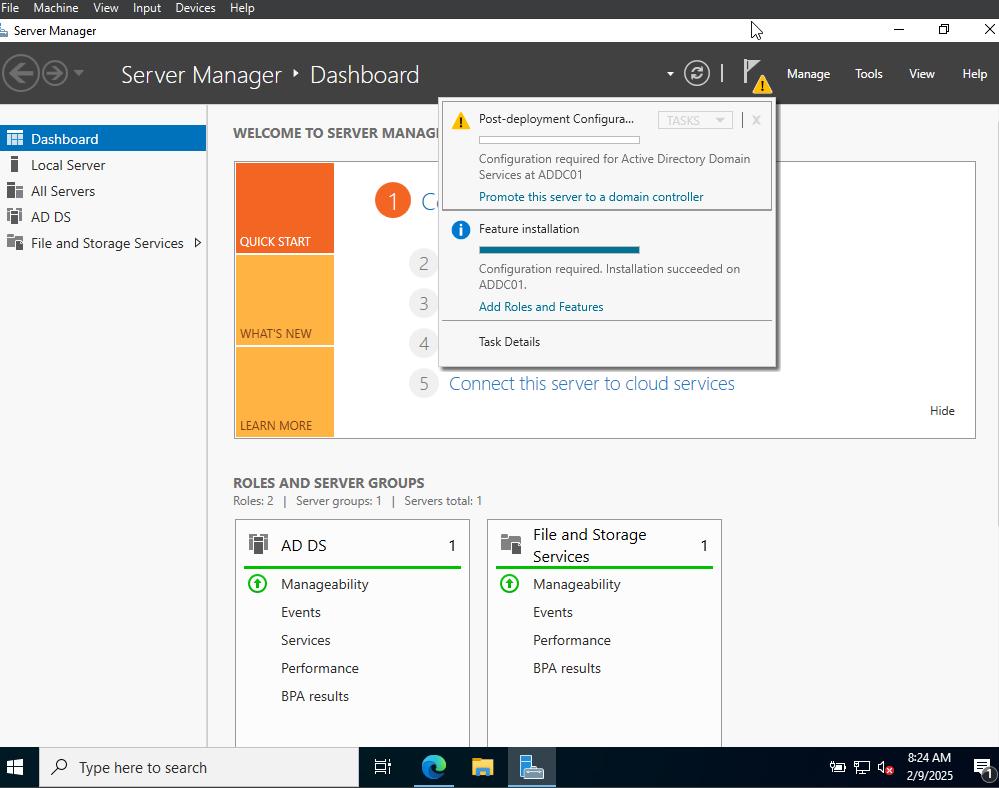 File Machine View Input Devices Help
Server Manager
Server Manager ‣ Dashboard
Manage Tools View Help
Dashboard
Local Server
All Servers
AD DS
File and Storage Services
WELCOME TO SERVER MANAG
Post-deployment Configura...
TASKS
X
Configuration required for Active Directory Domain
Services at ADDC01
Promote this server to a domain controller
Feature installation
Configuration required. Installation succeeded on
ADDC01.
Add Roles and Features
Task Details
QUICK START
WHAT'S NEW
LEARN MORE
1 Co
2
3
4
5 Connect this server to cloud services
Hide
ROLES AND SERVER GROUPS
Roles: 2 | Server groups: 1 | Servers total: 1
AD DS 1
Manageability
Events
Services
Performance
BPA results
File and Storage
Services 1
Manageability
Events
Performance
BPA results
Type here to search
8:24 AM
2/9/2025
1